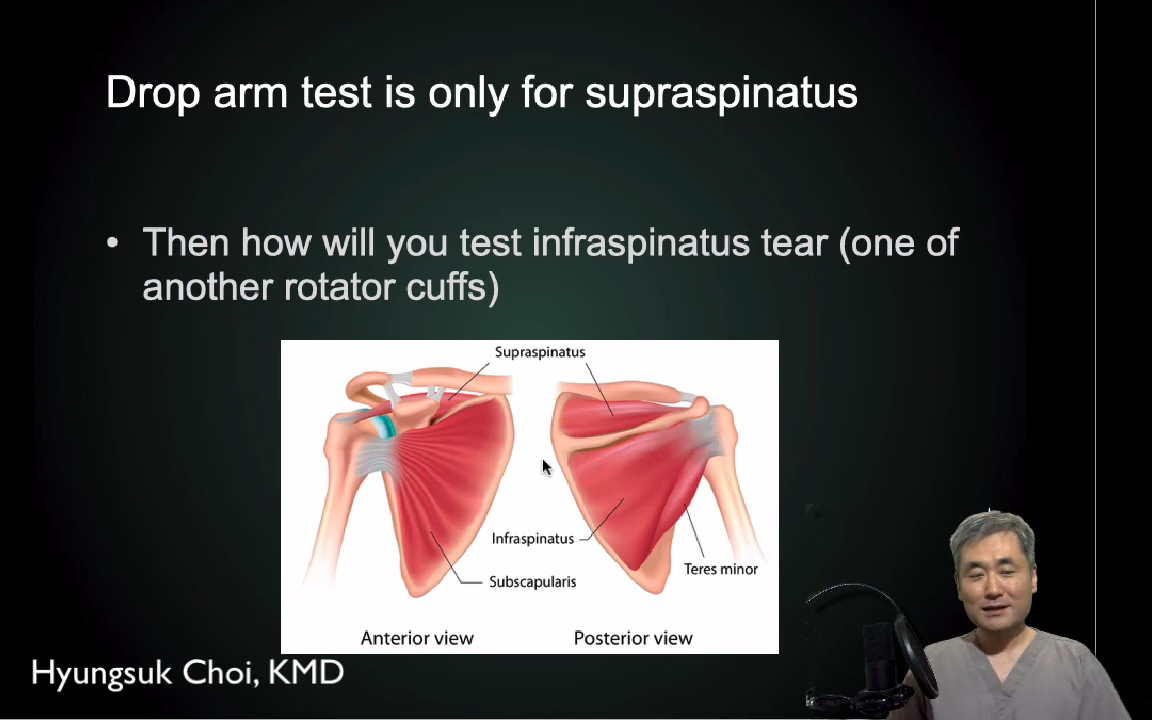 Drop arm test is only for supraspinatus
• Then how will you test infraspinatus tear (one of
another rotator cuffs)
Supraspinatus
Infraspinatus
Subscapularis
Teres minor
Anterior view
Posterior view
Hyungsuk Choi, KMD